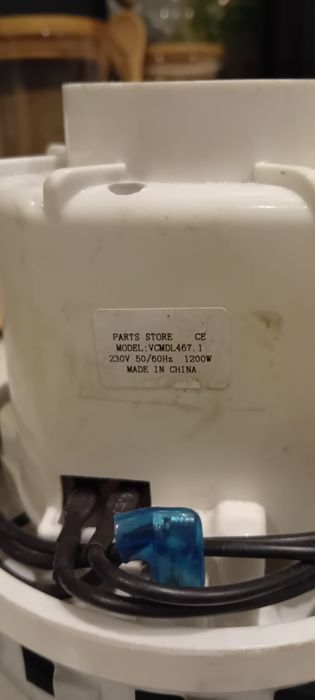 PARTS STORE CE
MODEL:VCMDL467.1
230V 50/60Hz 1200W
MADE IN CHINA